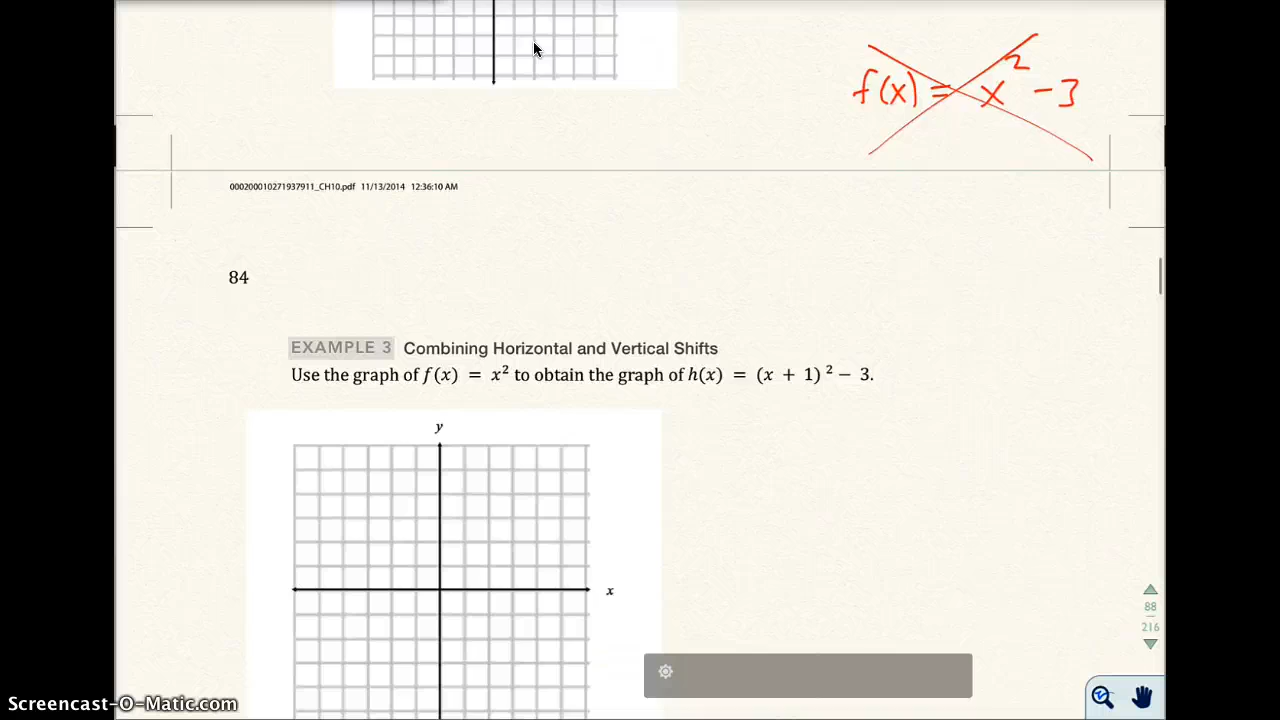 f(x) = x² - 3
000200010271937911_CH10.pdf 11/13/2014 12:36:10 AM
84
EXAMPLE 3 Combining Horizontal and Vertical Shifts
Use the graph of f(x) = x² to obtain the graph of h(x) = (x + 1)² − 3.
y
x
88
216
Screencast-O-Matic.com